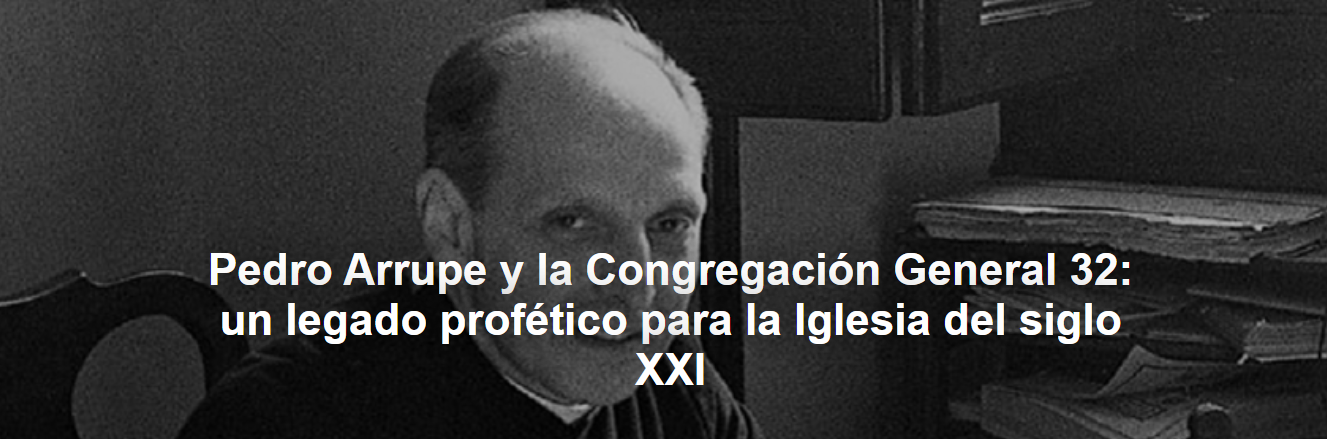 Pedro Arrupe y la Congregación General 32:
un legado profético para la Iglesia del siglo
XXI